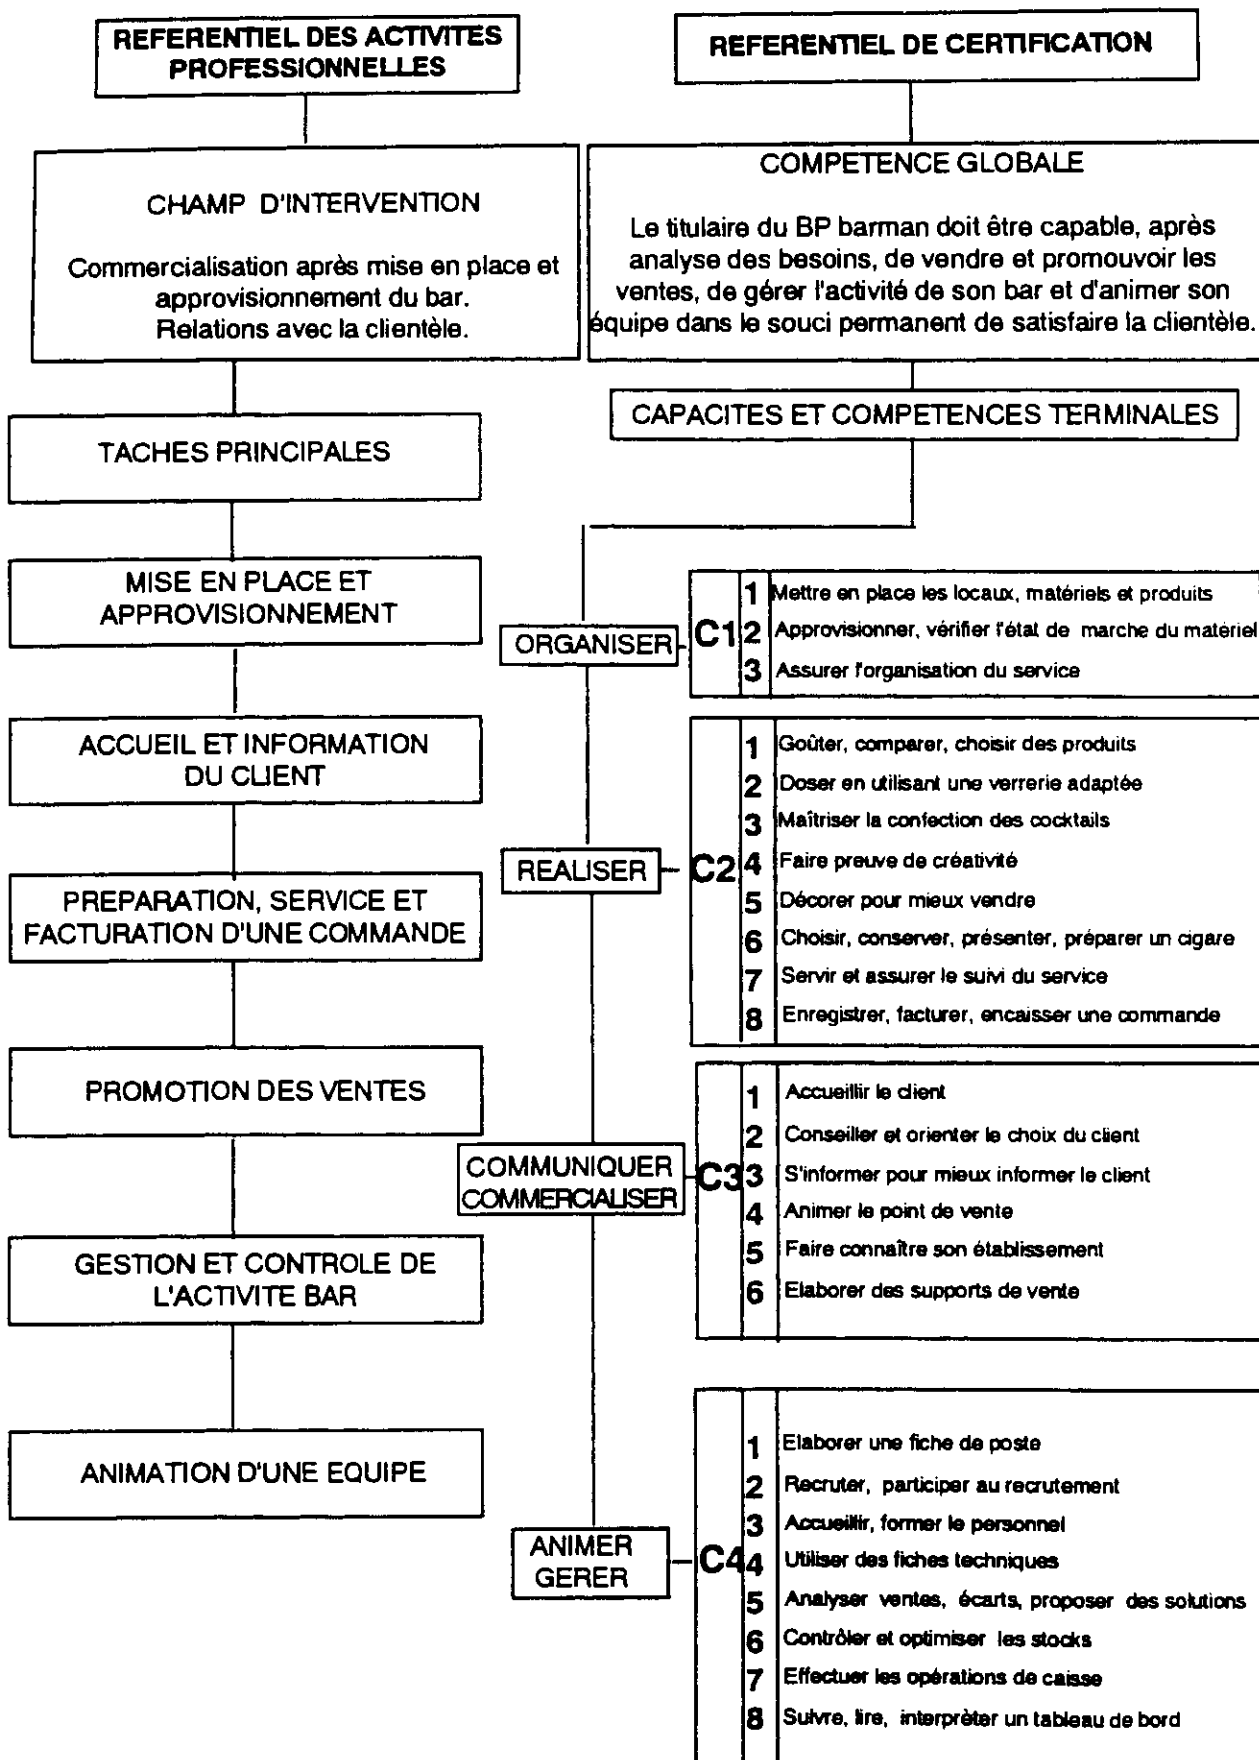 REFERENTIEL DES ACTIVITES
PROFESSIONNELLES
CHAMP D'INTERVENTION
Commercialisation après mise en place et
approvisionnement du bar.
Relations avec la clientèle.
TACHES PRINCIPALES
MISE EN PLACE ET
APPROVISIONNEMENT
ACCUEIL ET INFORMATION
DU CLIENT
PREPARATION, SERVICE ET
FACTURATION D'UNE COMMANDE
PROMOTION DES VENTES
GESTION ET CONTROLE DE
L'ACTIVITE BAR
ANIMATION D'UNE EQUIPE
REFERENTIEL DE CERTIFICATION
COMPETENCE GLOBALE
Le titulaire du BP barman doit être capable, après
analyse des besoins, de vendre et promouvoir les
ventes, de gérer l'activité de son bar et d'animer son
équipe dans le souci permanent de satisfaire la clientèle.
CAPACITES ET COMPETENCES TERMINALES
ORGANISER
C1
1 Mettre en place les locaux, matériels et produits
2 Approvisionner, vérifier l'état de marche du matériel
3 Assurer l'organisation du service
REALISER
C2
1 Goûter, comparer, choisir des produits
2 Doser en utilisant une verrerie adaptée
3 Maîtriser la confection des cocktails
4 Faire preuve de créativité
5 Décorer pour mieux vendre
6 Choisir, conserver, présenter, préparer un cigare
7 Servir et assurer le suivi du service
8 Enregistrer, facturer, encaisser une commande
COMMUNIQUER
COMMERCIALISER
C3
1 Accueillir le client
2 Conseiller et orienter le choix du client
3 S'informer pour mieux informer le client
4 Animer le point de vente
5 Faire connaître son établissement
6 Elaborer des supports de vente
ANIMER
GERER
C4
1 Elaborer une fiche de poste
2 Recruter, participer au recrutement
3 Accueillir, former le personnel
4 Utiliser des fiches techniques
5 Analyser ventes, écarts, proposer des solutions
6 Contrôler et optimiser les stocks
7 Effectuer les opérations de caisse
8 Suivre, lire, interprèter un tableau de bord